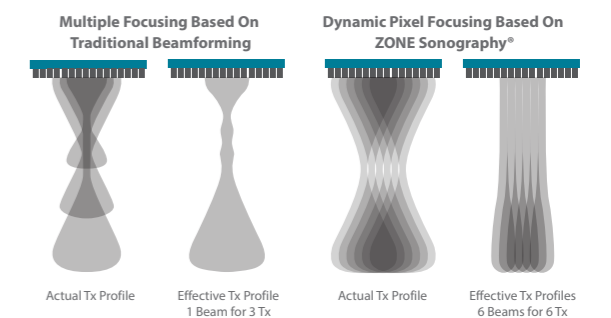 Multiple Focusing Based On
Traditional Beamforming
Dynamic Pixel Focusing Based On
ZONE Sonography®
Actual Tx Profile
Effective Tx Profile
1 Beam for 3 Tx
Actual Tx Profile
Effective Tx Profiles
6 Beams for 6 Tx